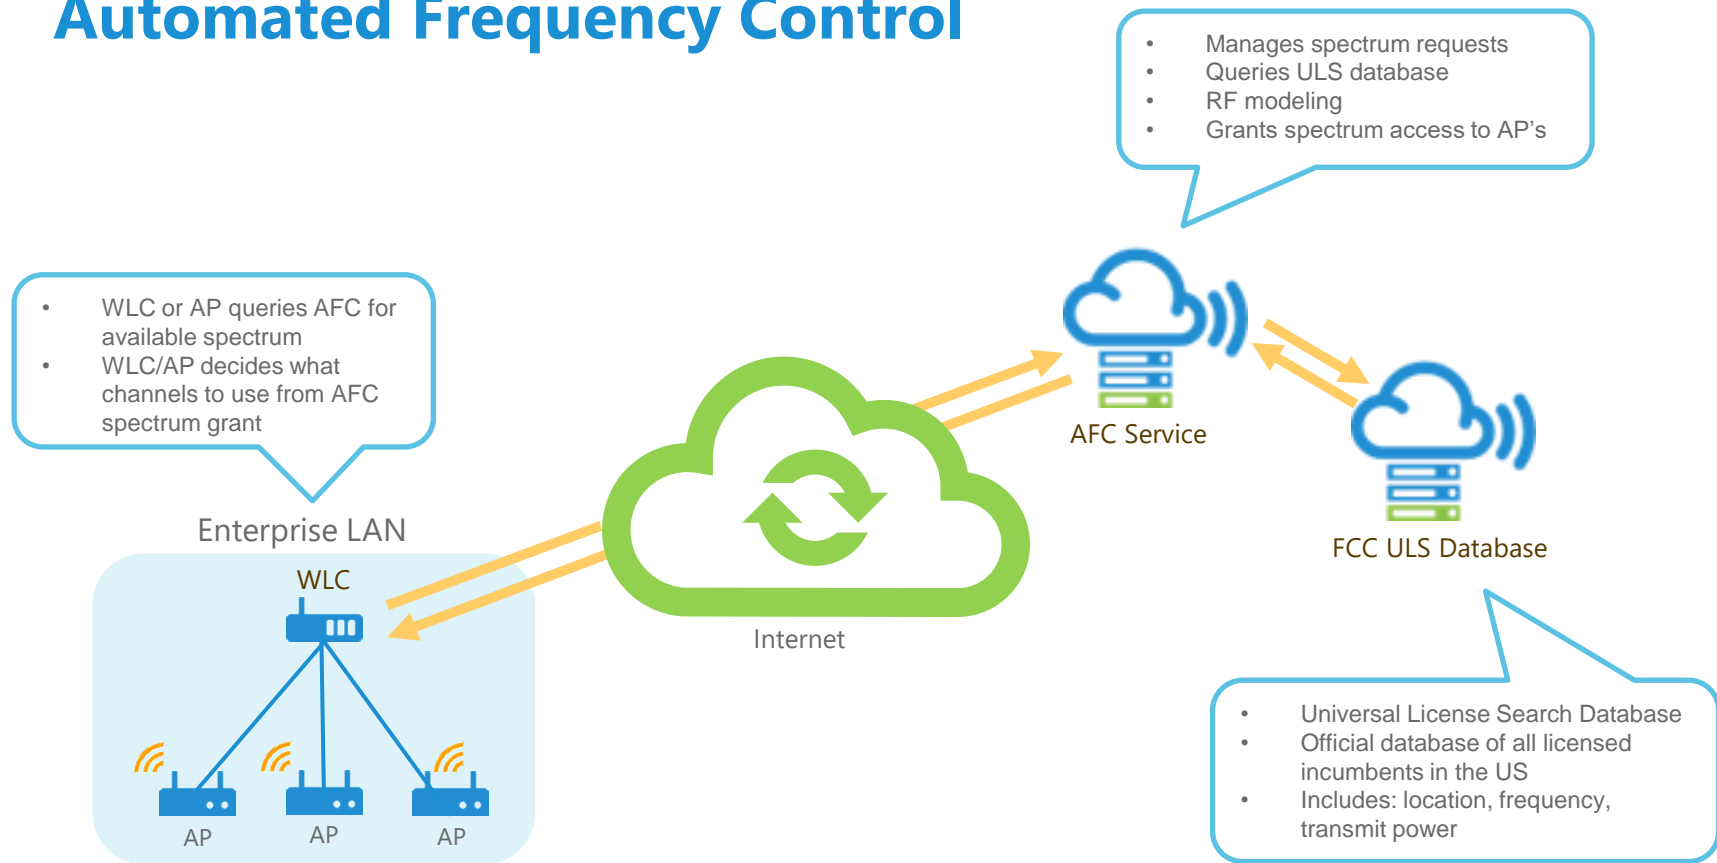 Automated Frequency Control
• Manages spectrum requests
• Queries ULS database
• RF modeling
• Grants spectrum access to AP's
• WLC or AP queries AFC for
available spectrum
• WLC/AP decides what
channels to use from AFC
spectrum grant
AFC Service
Enterprise LAN
FCC ULS Database
WLC
Internet
• Universal License Search Database
• Official database of all licensed
incumbents in the US
• Includes: location, frequency,
transmit power
AP
AP
AP